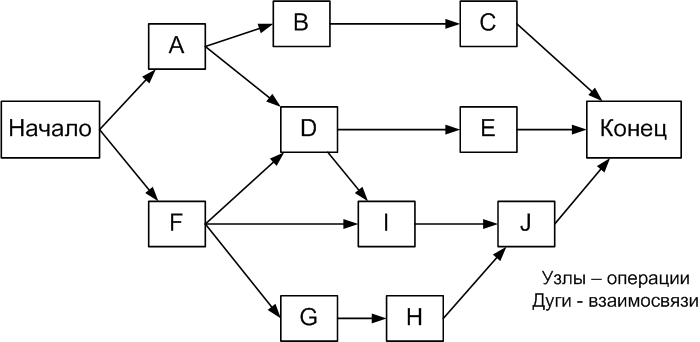 B
C
A
Начало
D
E
Конец
F
I
J
G
H
Узлы – операции
Дуги - взаимосвязи